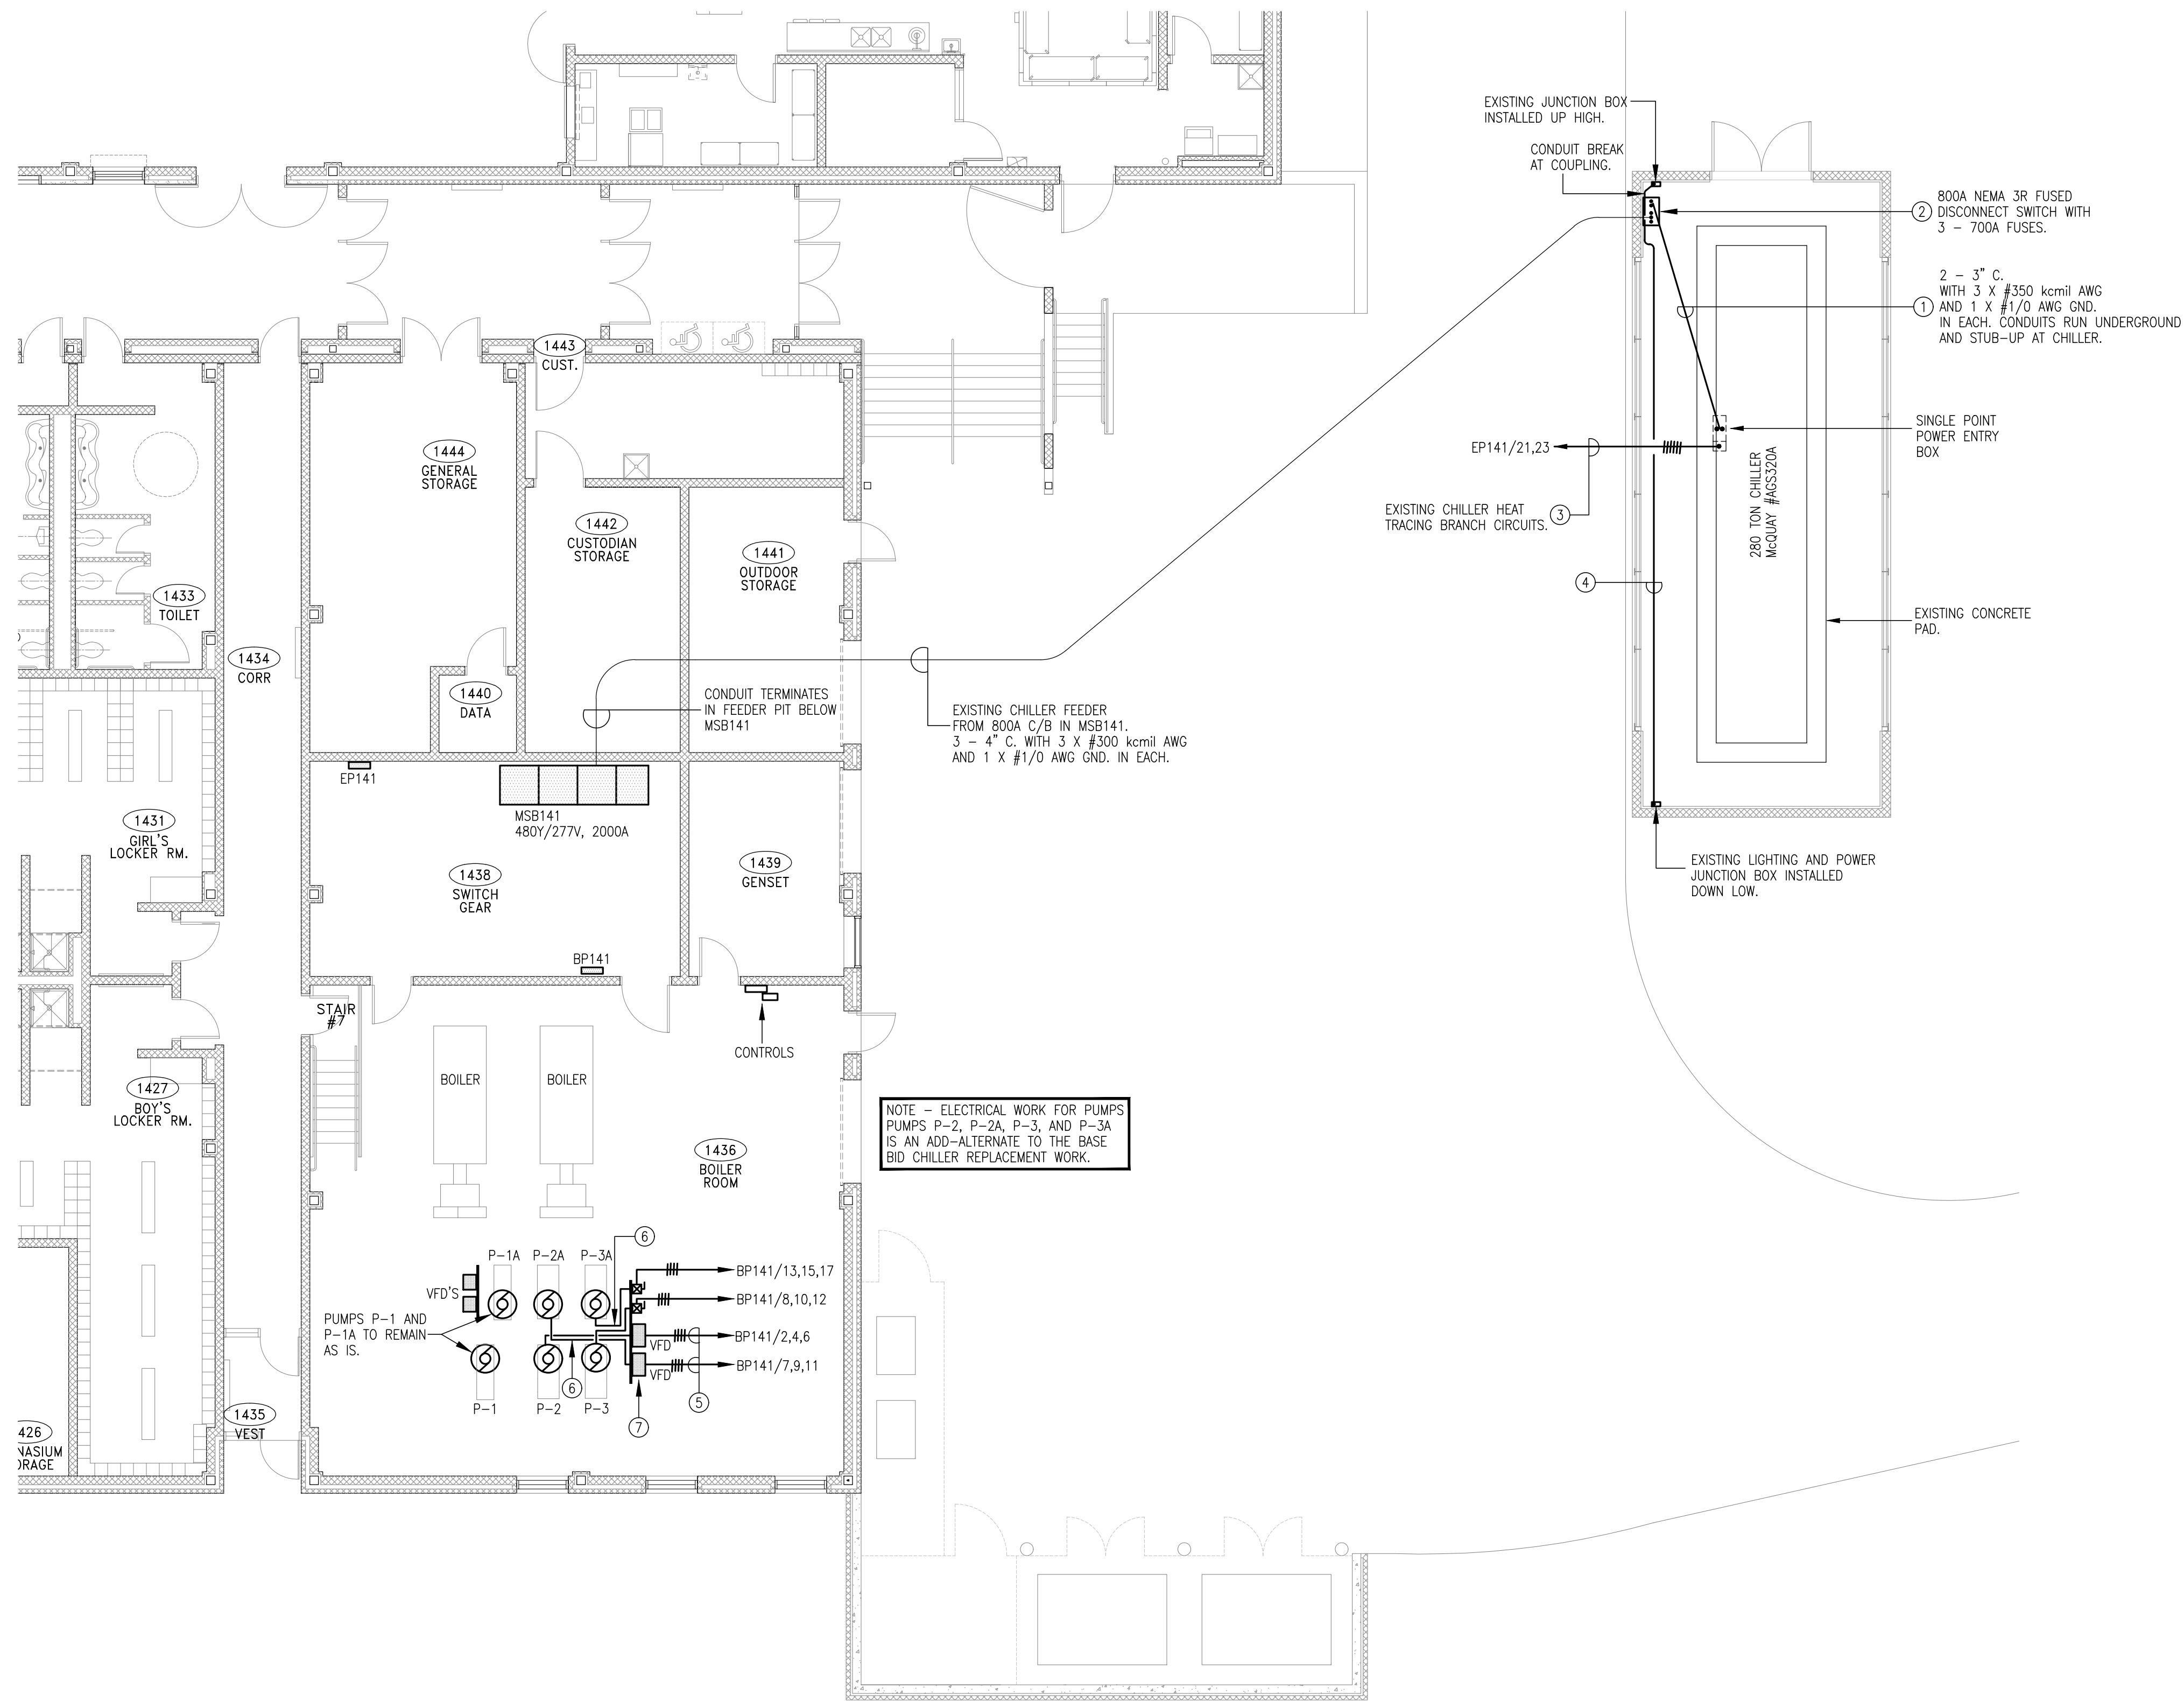 EXISTING JUNCTION BOX
INSTALLED UP HIGH.
CONDUIT BREAK
AT COUPLING.
2
800A NEMA 3R FUSED
DISCONNECT SWITCH WITH
3 – 700A FUSES.
1
2 – 3" C.
WITH 3 X #350 kcmil AWG
AND 1 X #1/0 AWG GND.
IN EACH. CONDUITS RUN UNDERGROUND
AND STUB-UP AT CHILLER.
SINGLE POINT
POWER ENTRY
BOX
EP141/21,23
EXISTING CHILLER HEAT
TRACING BRANCH CIRCUITS.
3
4
280 TON CHILLER
McQUAY #AGS320A
EXISTING CONCRETE
PAD.
EXISTING LIGHTING AND POWER
JUNCTION BOX INSTALLED
DOWN LOW.
1443
CUST.
1444
GENERAL
STORAGE
1442
CUSTODIAN
STORAGE
1441
OUTDOOR
STORAGE
1433
TOILET
1434
CORR
1440
DATA
CONDUIT TERMINATES
IN FEEDER PIT BELOW
MSB141
EXISTING CHILLER FEEDER
FROM 800A C/B IN MSB141.
3 – 4" C. WITH 3 X #300 kcmil AWG
AND 1 X #1/0 AWG GND. IN EACH.
EP141
MSB141
480Y/277V, 2000A
1431
GIRL'S
LOCKER RM.
1438
SWITCH
GEAR
1439
GENSET
BP141
STAIR
#7
CONTROLS
BOILER
BOILER
1427
BOY'S
LOCKER RM.
1436
BOILER
ROOM
NOTE – ELECTRICAL WORK FOR PUMPS
PUMPS P-2, P-2A, P-3, AND P-3A
IS AN ADD-ALTERNATE TO THE BASE
BID CHILLER REPLACEMENT WORK.
6
P-1A
P-2A
P-3A
BP141/13,15,17
VFD'S
BP141/8,10,12
PUMPS P-1 AND
P-1A TO REMAIN
AS IS.
BP141/2,4,6
VFD
BP141/7,9,11
VFD
6
5
P-1
P-2
P-3
7
1435
VEST
426
NASIUM
ORAGE